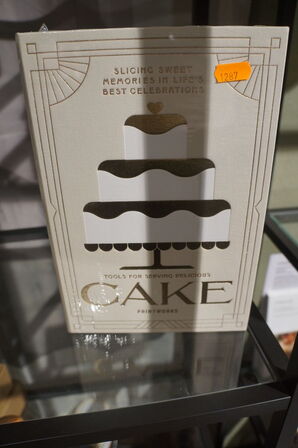 SLICING SWEET
MEMORIES IN LIFE'S
BEST CELEBRATIONS
1287
TOOLS FOR SERVING DELICIOUS
CAKE
PRINTWORKS